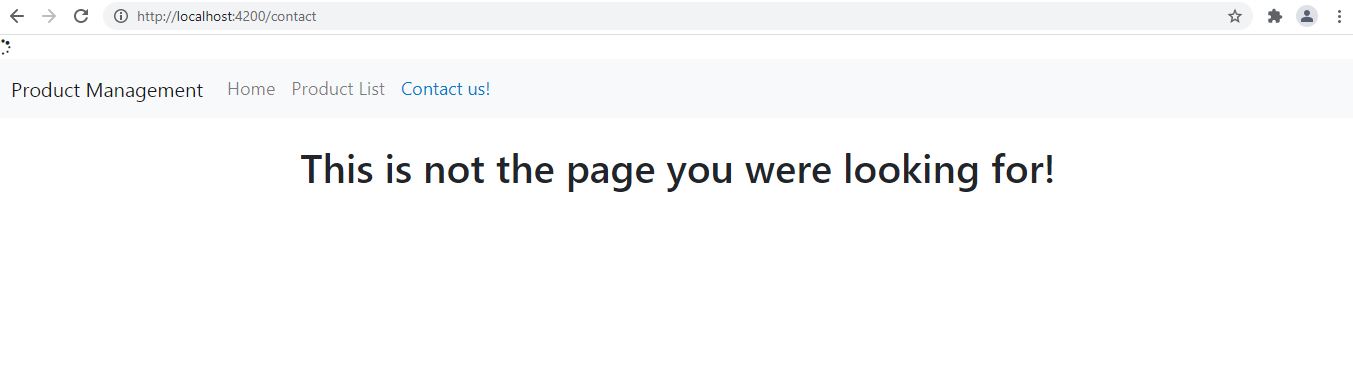 http://localhost:4200/contact
Product Management Home Product List Contact us!
This is not the page you were looking for!